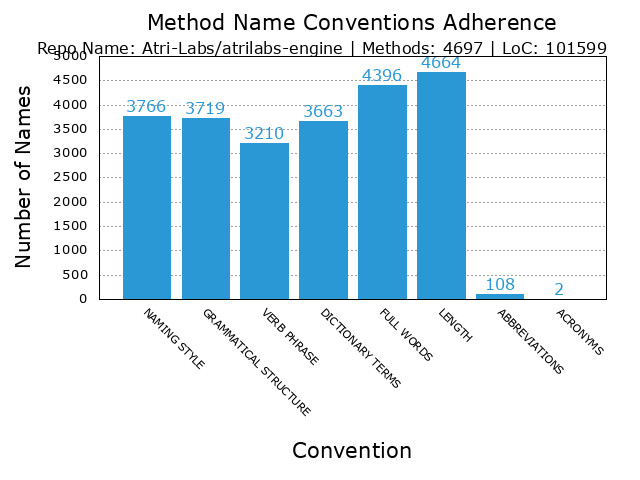 Method Name Conventions Adherence
Repo Name: Atri-Labs/atrilabs-engine | Methods: 4697 | LoC: 101599
Number of Names
5000
4500
4000
3500
3000
2500
2000
1500
1000
500
0
3766
3719
3210
3663
4396
4664
108
2
NAMING STYLE
GRAMMATICAL STRUCTURE
VERB PHRASE
DICTIONARY TERMS
FULL WORDS
LENGTH
ABBREVIATIONS
ACRONYMS
Convention